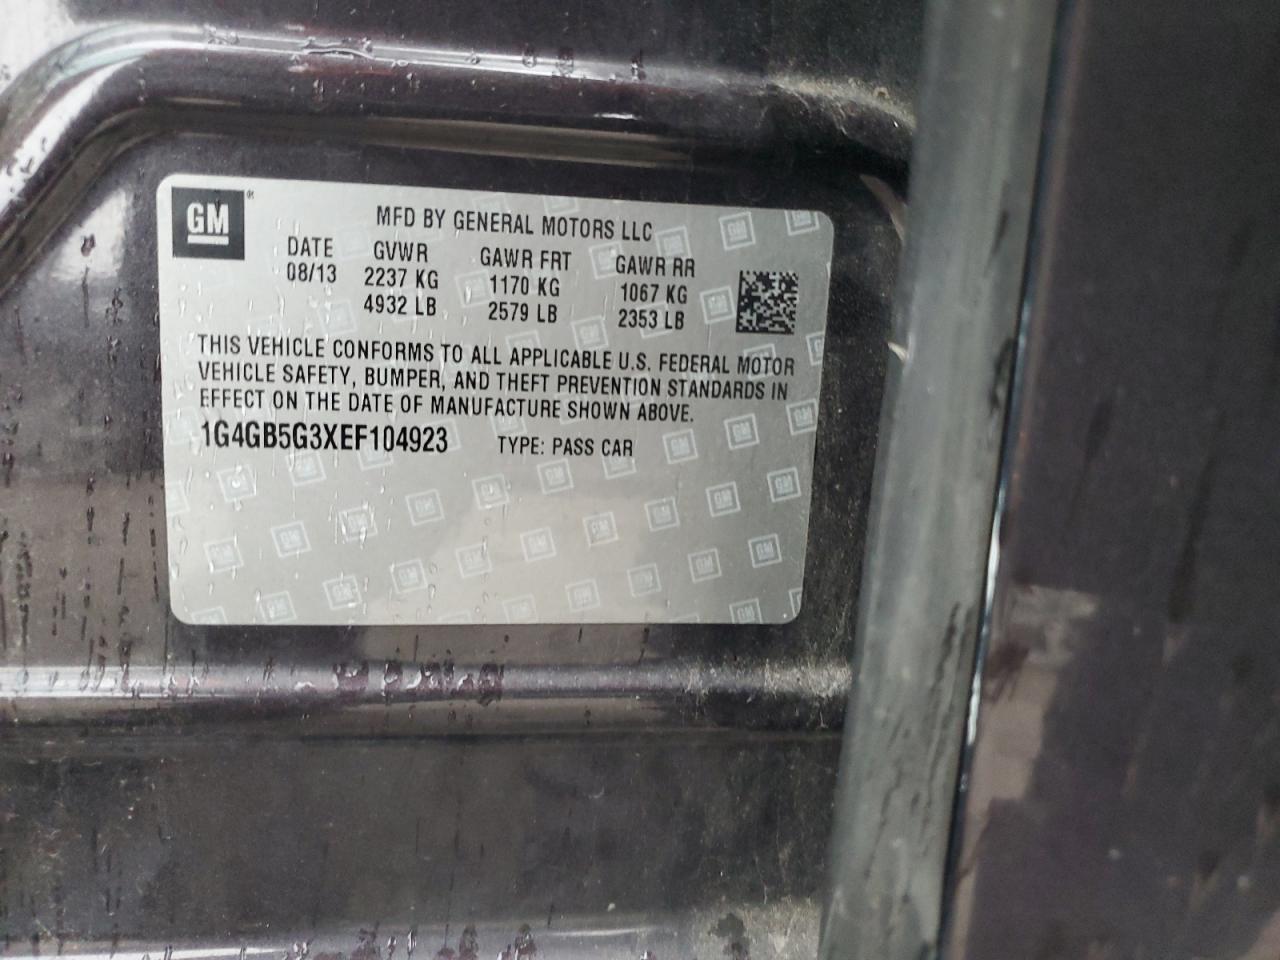 GM
MFD BY GENERAL MOTORS LLC
DATE GVWR GAWR FRT GAWR RR
08/13 2237 KG 1170 KG 1067 KG
4932 LB 2579 LB 2353 LB
THIS VEHICLE CONFORMS TO ALL APPLICABLE U.S. FEDERAL MOTOR
VEHICLE SAFETY, BUMPER, AND THEFT PREVENTION STANDARDS IN
EFFECT ON THE DATE OF MANUFACTURE SHOWN ABOVE.
1G4GB5G3XEF104923 TYPE: PASS CAR